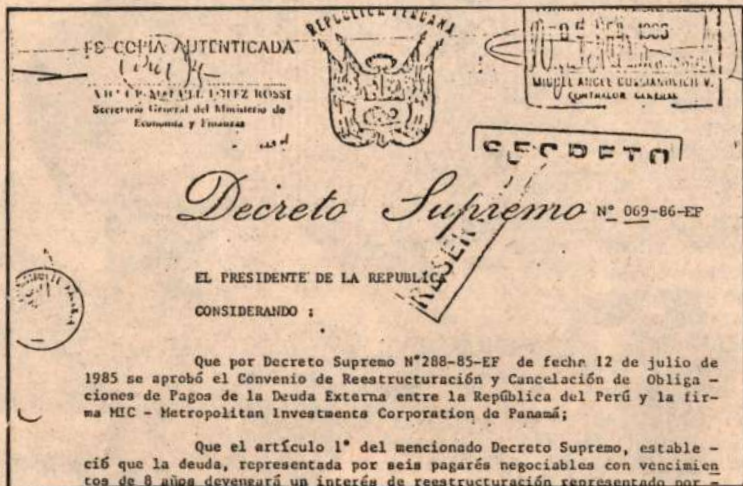 REPUBLICA PERUANA
ES COPIA AUTENTICADA
Secretario General del Ministerio de
Economía y Finanzas
MIGUEL ANGEL
CONTRALOR GENERAL
SECRETO
Decreto Supremo N° 069-86-EF
RESER
EL PRESIDENTE DE LA REPUBLICA
CONSIDERANDO :
Que por Decreto Supremo N°288-85-EF de fecha 12 de julio de
1985 se aprobó el Convenio de Reestructuración y Cancelación de Obliga -
ciones de Pagos de la Deuda Externa entre la República del Perú y la fir-
ma MIC - Metropolitan Investments Corporation de Panamá;
Que el artículo 1° del mencionado Decreto Supremo, estable -
ció que la deuda, representada por seis pagarés negociables con vencimien
tos de 8 años devengará un interés de reestructuración representado por -